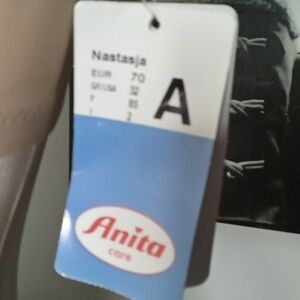 Nastasja
EUR 70
GB/USA 32
F 85
I 2
A
Anita
care